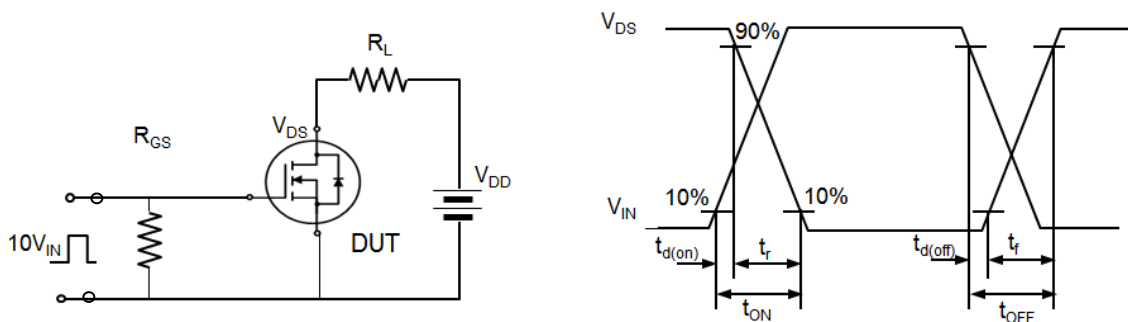 R_L
V_DS
R_GS
V_DD
10V_IN
DUT
V_DS
90%
V_IN
10%
10%
t_d(on)
t_r
t_d(off)
t_f
t_ON
t_OFF